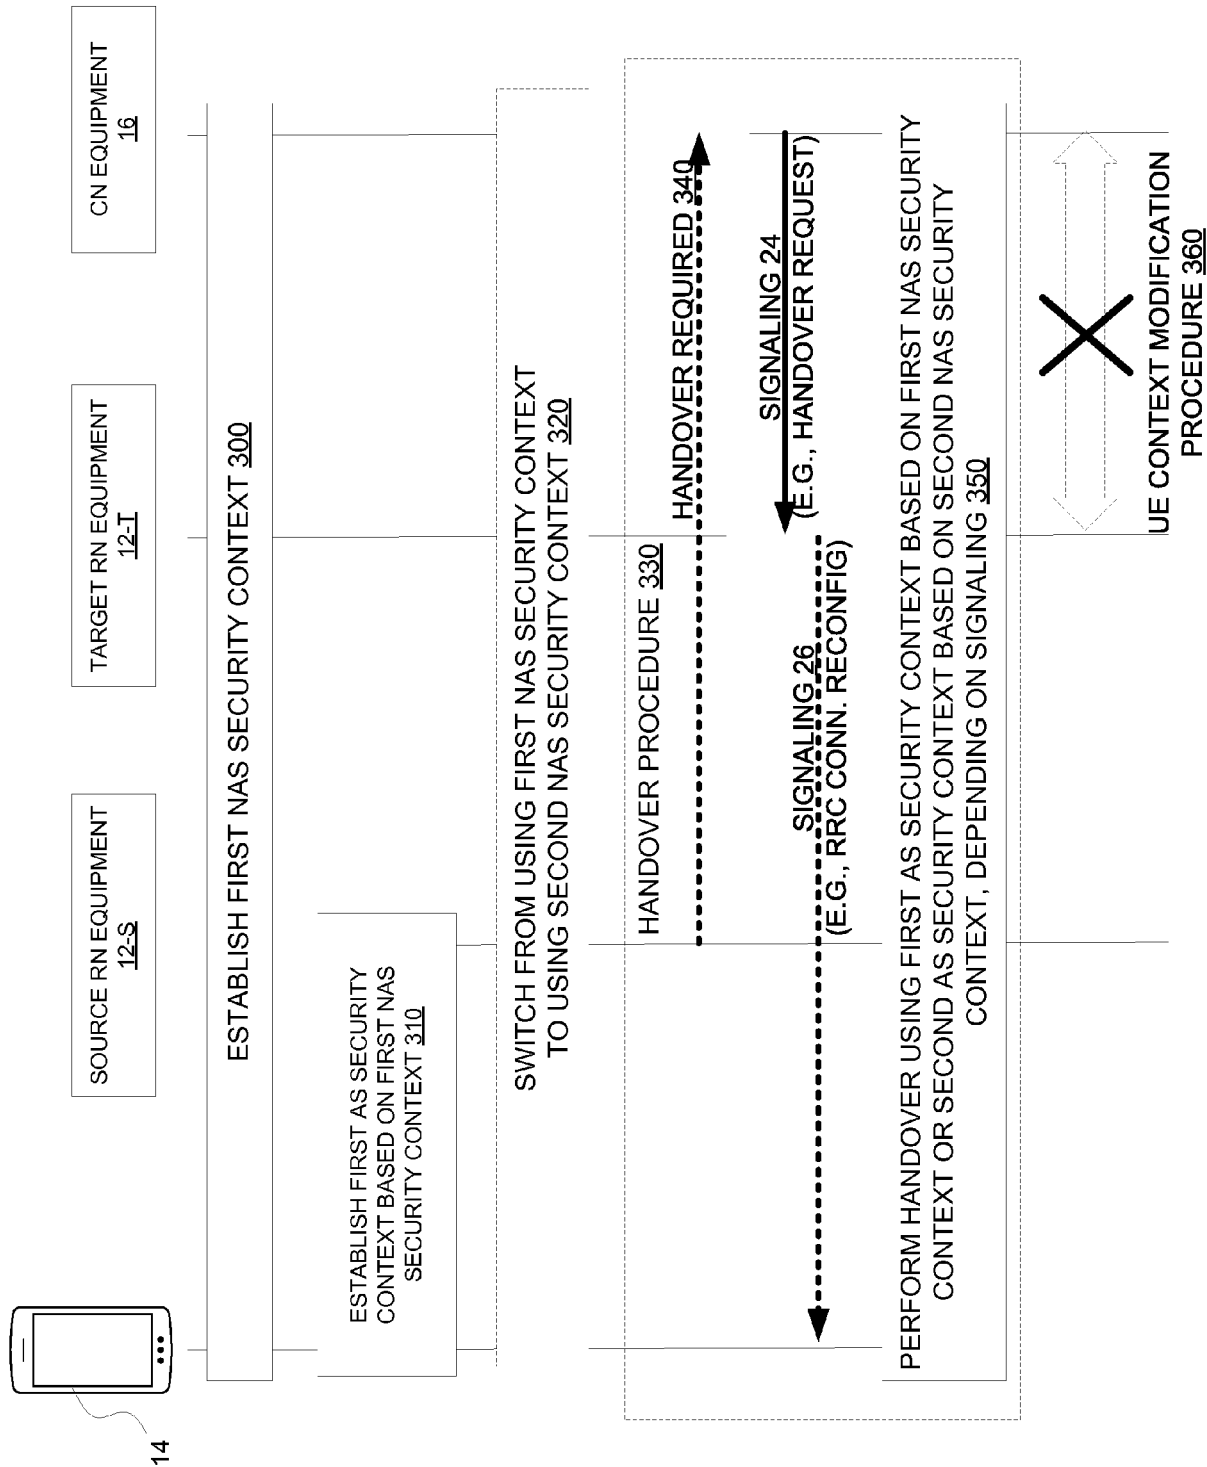 14
SOURCE RN EQUIPMENT
12-S
TARGET RN EQUIPMENT
12-T
CN EQUIPMENT
16
ESTABLISH FIRST NAS SECURITY CONTEXT 300
ESTABLISH FIRST AS SECURITY
CONTEXT BASED ON FIRST NAS
SECURITY CONTEXT 310
SWITCH FROM USING FIRST NAS SECURITY CONTEXT
TO USING SECOND NAS SECURITY CONTEXT 320
HANDOVER PROCEDURE 330
HANDOVER REQUIRED 340
SIGNALING 24
(E.G., HANDOVER REQUEST)
SIGNALING 26
(E.G., RRC CONN. RECONFIG)
PERFORM HANDOVER USING FIRST AS SECURITY CONTEXT BASED ON FIRST NAS SECURITY
CONTEXT OR SECOND AS SECURITY CONTEXT BASED ON SECOND NAS SECURITY
CONTEXT, DEPENDING ON SIGNALING 350
UE CONTEXT MODIFICATION
PROCEDURE 360